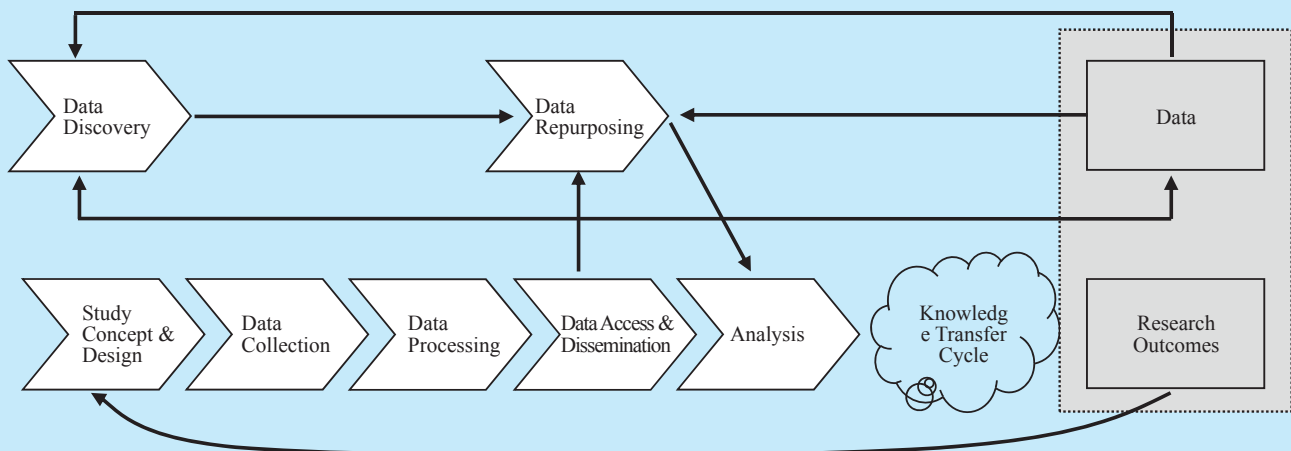 Data
Discovery
Data
Repurposing
Data
Study
Concept &
Design
Data
Collection
Data
Processing
Data Access &
Dissemination
Analysis
Knowledg
e Transfer
Cycle
Research
Outcomes